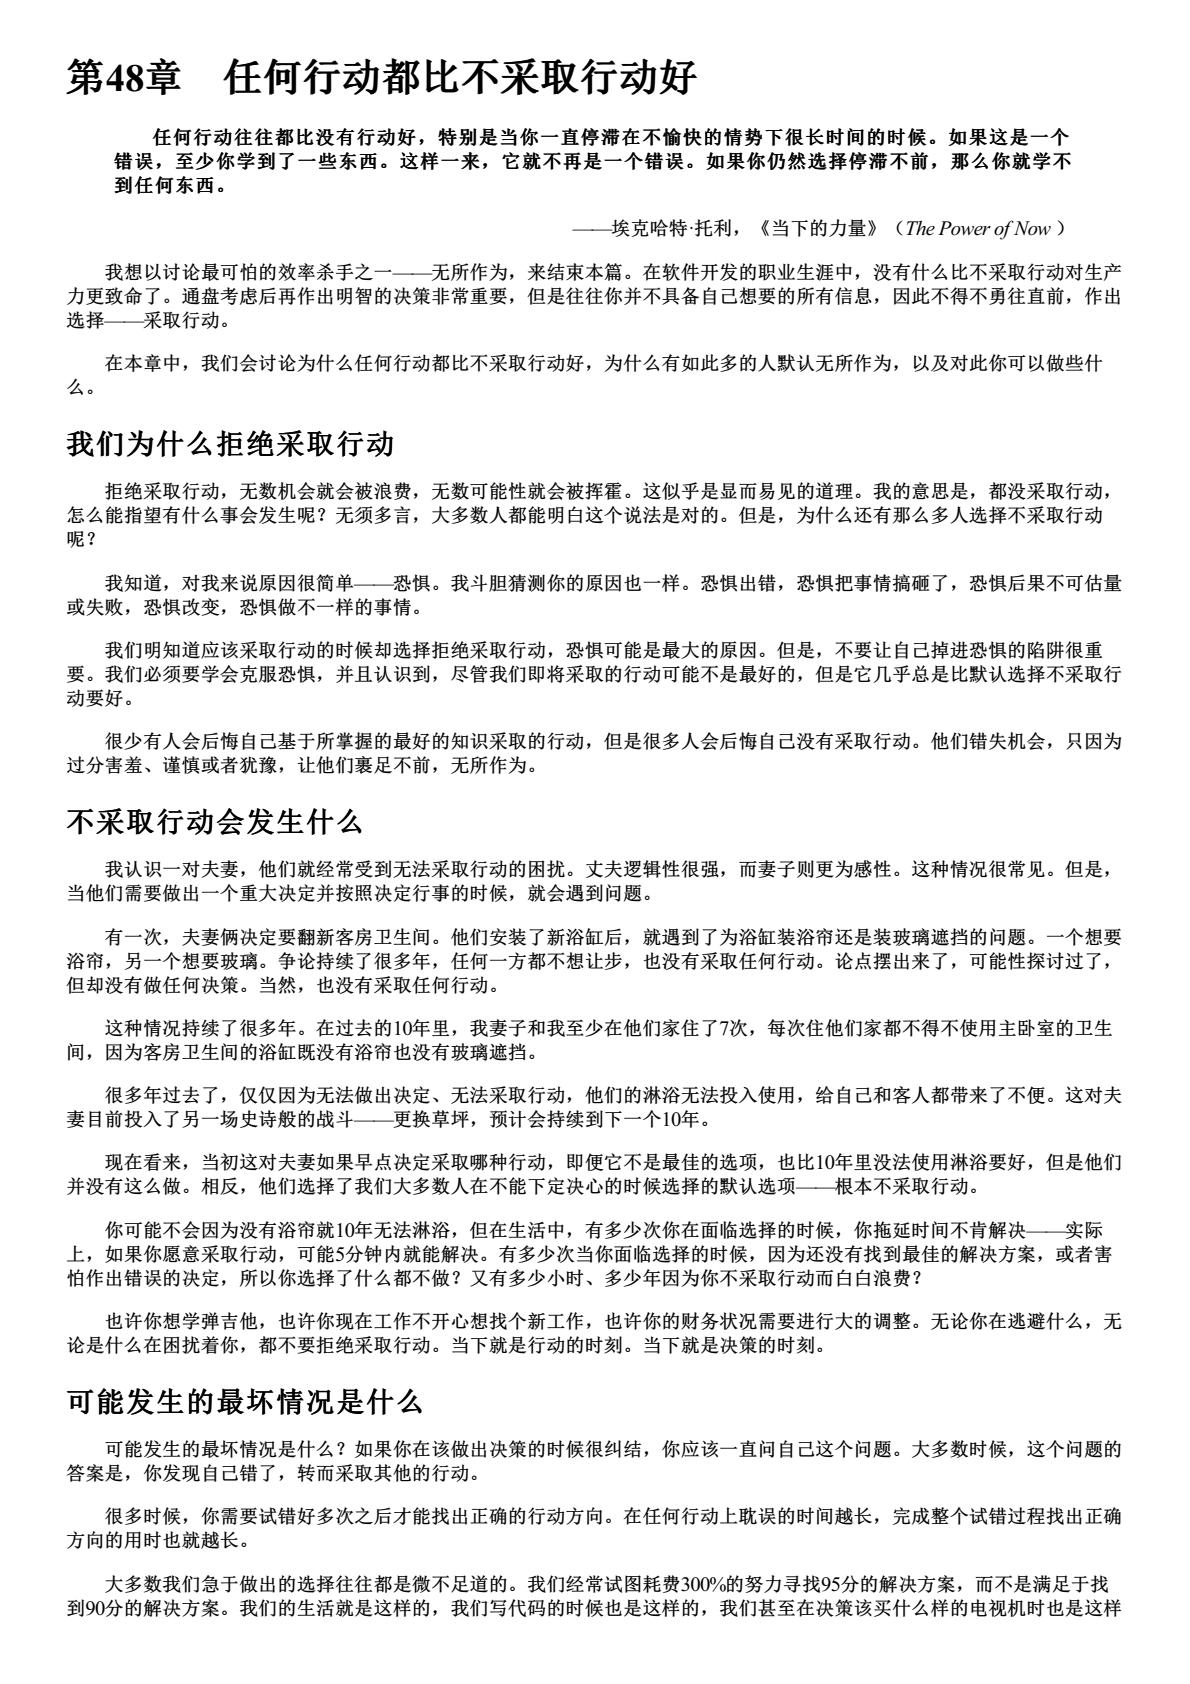 第48章　任何行动都比不采取行动好
任何行动往往都比没有行动好，特别是当你一直停滞在不愉快的情势下很长时间的时候。如果这是一个
错误，至少你学到了一些东西。这样一来，它就不再是一个错误。如果你仍然选择停滞不前，那么你就学不
到任何东西。
——埃克哈特·托利，《当下的力量》（The Power of Now ）
我想以讨论最可怕的效率杀手之一——无所作为，来结束本篇。在软件开发的职业生涯中，没有什么比不采取行动对生产
力更致命了。通盘考虑后再作出明智的决策非常重要，但是往往你并不具备自己想要的所有信息，因此不得不勇往直前，作出
选择——采取行动。
在本章中，我们会讨论为什么任何行动都比不采取行动好，为什么有如此多的人默认无所作为，以及对此你可以做些什
么。
我们为什么拒绝采取行动
拒绝采取行动，无数机会就会被浪费，无数可能性就会被挥霍。这似乎是显而易见的道理。我的意思是，都没采取行动，
怎么能指望有什么事会发生呢？无须多言，大多数人都能明白这个说法是对的。但是，为什么还有那么多人选择不采取行动
呢？
我知道，对我来说原因很简单——恐惧。我斗胆猜测你的原因也一样。恐惧出错，恐惧把事情搞砸了，恐惧后果不可估量
或失败，恐惧改变，恐惧做不一样的事情。
我们明知道应该采取行动的时候却选择拒绝采取行动，恐惧可能是最大的原因。但是，不要让自己掉进恐惧的陷阱很重
要。我们必须要学会克服恐惧，并且认识到，尽管我们即将采取的行动可能不是最好的，但是它几乎总是比默认选择不采取行
动要好。
很少有人会后悔自己基于所掌握的最好的知识采取的行动，但是很多人会后悔自己没有采取行动。他们错失机会，只因为
过分害羞、谨慎或者犹豫，让他们裹足不前，无所作为。
不采取行动会发生什么
我认识一对夫妻，他们就经常受到无法采取行动的困扰。丈夫逻辑性很强，而妻子则更为感性。这种情况很常见。但是，
当他们需要做出一个重大决定并按照决定行事的时候，就会遇到问题。
有一次，夫妻俩决定要翻新客房卫生间。他们安装了新浴缸后，就遇到了为浴缸装浴帘还是装玻璃遮挡的问题。一个想要
浴帘，另一个想要玻璃。争论持续了很多年，任何一方都不想让步，也没有采取任何行动。论点摆出来了，可能性探讨过了，
但却没有做任何决策。当然，也没有采取任何行动。
这种情况持续了很多年。在过去的10年里，我妻子和我至少在他们家住了7次，每次住他们家都不得不使用主卧室的卫生
间，因为客房卫生间的浴缸既没有浴帘也没有玻璃遮挡。
很多年过去了，仅仅因为无法做出决定、无法采取行动，他们的淋浴无法投入使用，给自己和客人都带来了不便。这对夫
妻目前投入了另一场史诗般的战斗——更换草坪，预计会持续到下一个10年。
现在看来，当初这对夫妻如果早点决定采取哪种行动，即便它不是最佳的选项，也比10年里没法使用淋浴要好，但是他们
并没有这么做。相反，他们选择了我们大多数人在不能下定决心的时候选择的默认选项——根本不采取行动。
你可能不会因为没有浴帘就10年无法淋浴，但在生活中，有多少次你在面临选择的时候，你拖延时间不肯解决——实际
上，如果你愿意采取行动，可能5分钟内就能解决。有多少次当你面临选择的时候，因为还没有找到最佳的解决方案，或者害
怕作出错误的决定，所以你选择了什么都不做？又有多少小时、多少年因为你不采取行动而白白浪费？
也许你想学弹吉他，也许你现在工作不开心想找个新工作，也许你的财务状况需要进行大的调整。无论你在逃避什么，无
论是什么在困扰着你，都不要拒绝采取行动。当下就是行动的时刻。当下就是决策的时刻。
可能发生的最坏情况是什么
可能发生的最坏情况是什么？如果你在该做出决策的时候很纠结，你应该一直问自己这个问题。大多数时候，这个问题的
答案是，你发现自己错了，转而采取其他的行动。
很多时候，你需要试错好多次之后才能找出正确的行动方向。在任何行动上耽误的时间越长，完成整个试错过程找出正确
方向的用时也就越长。
大多数我们急于做出的选择往往都是微不足道的。我们经常试图耗费300%的努力寻找95分的解决方案，而不是满足于找
到90分的解决方案。我们的生活就是这样的，我们写代码的时候也是这样的，我们甚至在决策该买什么样的电视机时也是这样